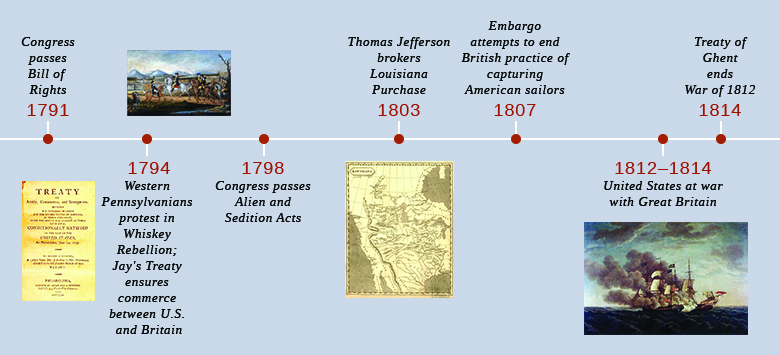 Congress
passes
Bill of
Rights
1791
Thomas Jefferson
brokers
Louisiana
Purchase
1803
Embargo
attempts to end
British practice of
capturing
American sailors
1807
Treaty of
Ghent
ends
War of 1812
1814
TREATY
CONDITIONALLY RATIFIED
UNITED STATES,
PHILADELPHIA,
1794
Western
Pennsylvanians
protest in
Whiskey
Rebellion;
Jay's Treaty
ensures
commerce
between U.S.
and Britain
1798
Congress passes
Alien and
Sedition Acts
1812–1814
United States at war
with Great Britain